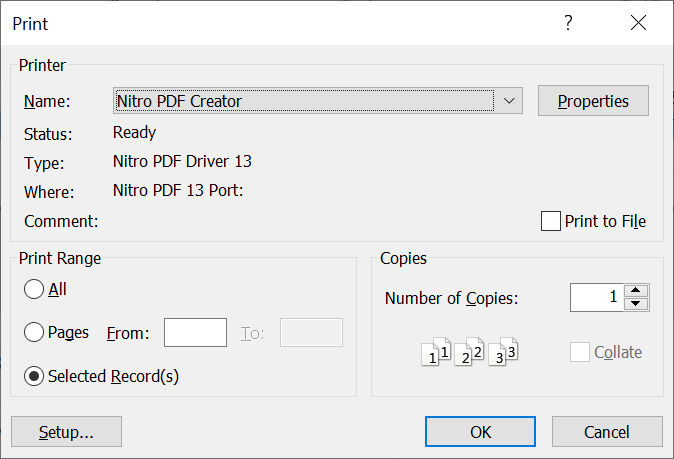 Print
?
Printer
Name: Nitro PDF Creator Properties
Status: Ready
Type: Nitro PDF Driver 13
Where: Nitro PDF 13 Port:
Comment: Print to File
Print Range
All
Pages From: To:
Selected Record(s)
Copies
Number of Copies: 1
1 1 2 2 3 3
Collate
Setup... OK Cancel